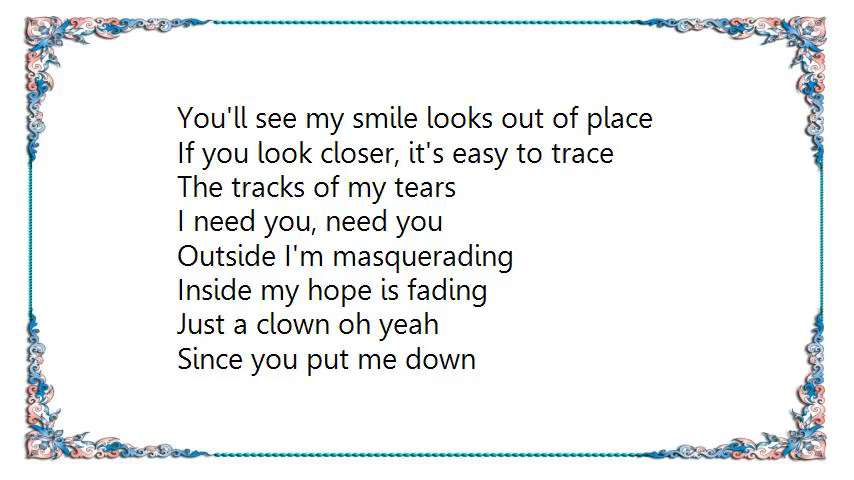 You'll see my smile looks out of place
If you look closer, it's easy to trace
The tracks of my tears
I need you, need you
Outside I'm masquerading
Inside my hope is fading
Just a clown oh yeah
Since you put me down